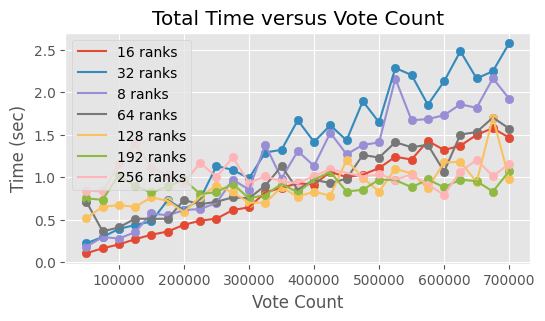 Total Time versus Vote Count
Time (sec)
2.5
2.0
1.5
1.0
0.5
0.0
16 ranks
32 ranks
8 ranks
64 ranks
128 ranks
192 ranks
256 ranks
100000 200000 300000 400000 500000 600000 700000
Vote Count